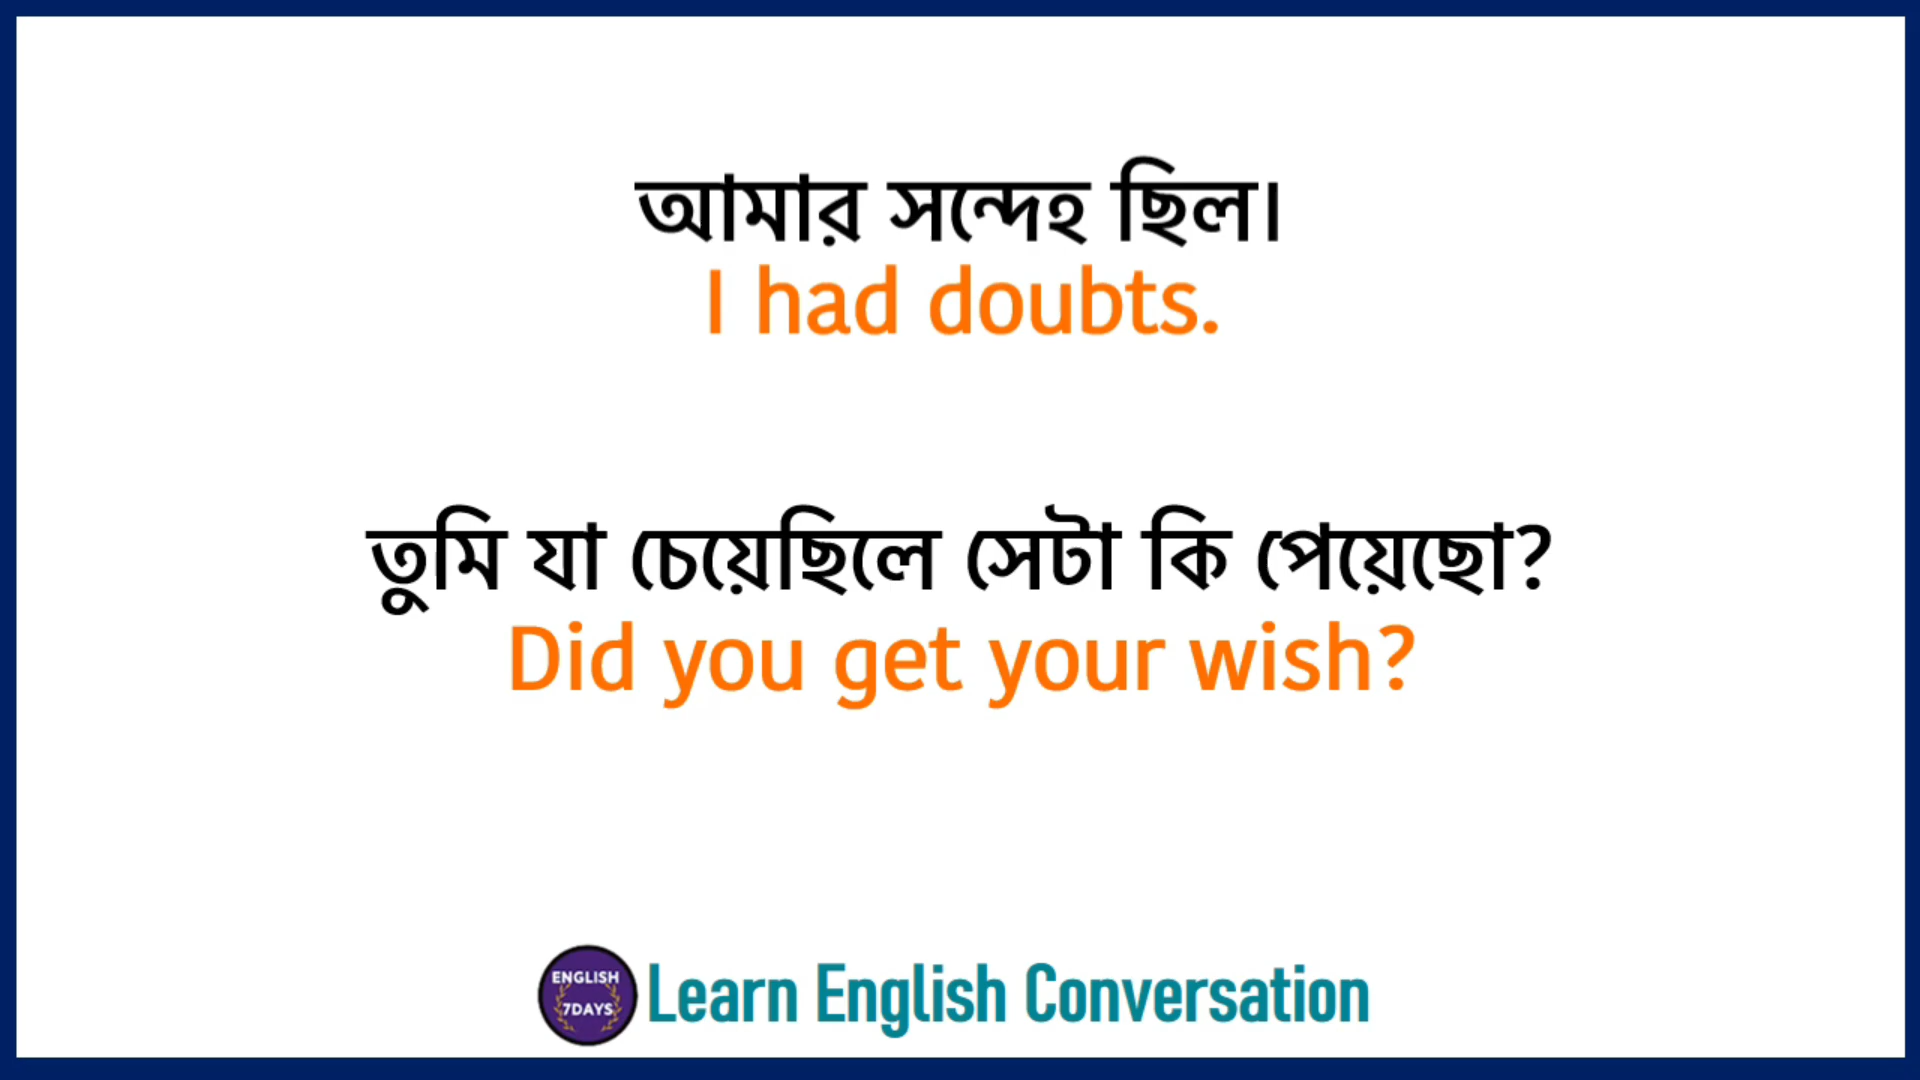 আমার সন্দেহ ছিল।
I had doubts.
তুমি যা চেয়েছিলে সেটা কি পেয়েছো?
Did you get your wish?
ENGLISH
7DAYS
Learn English Conversation